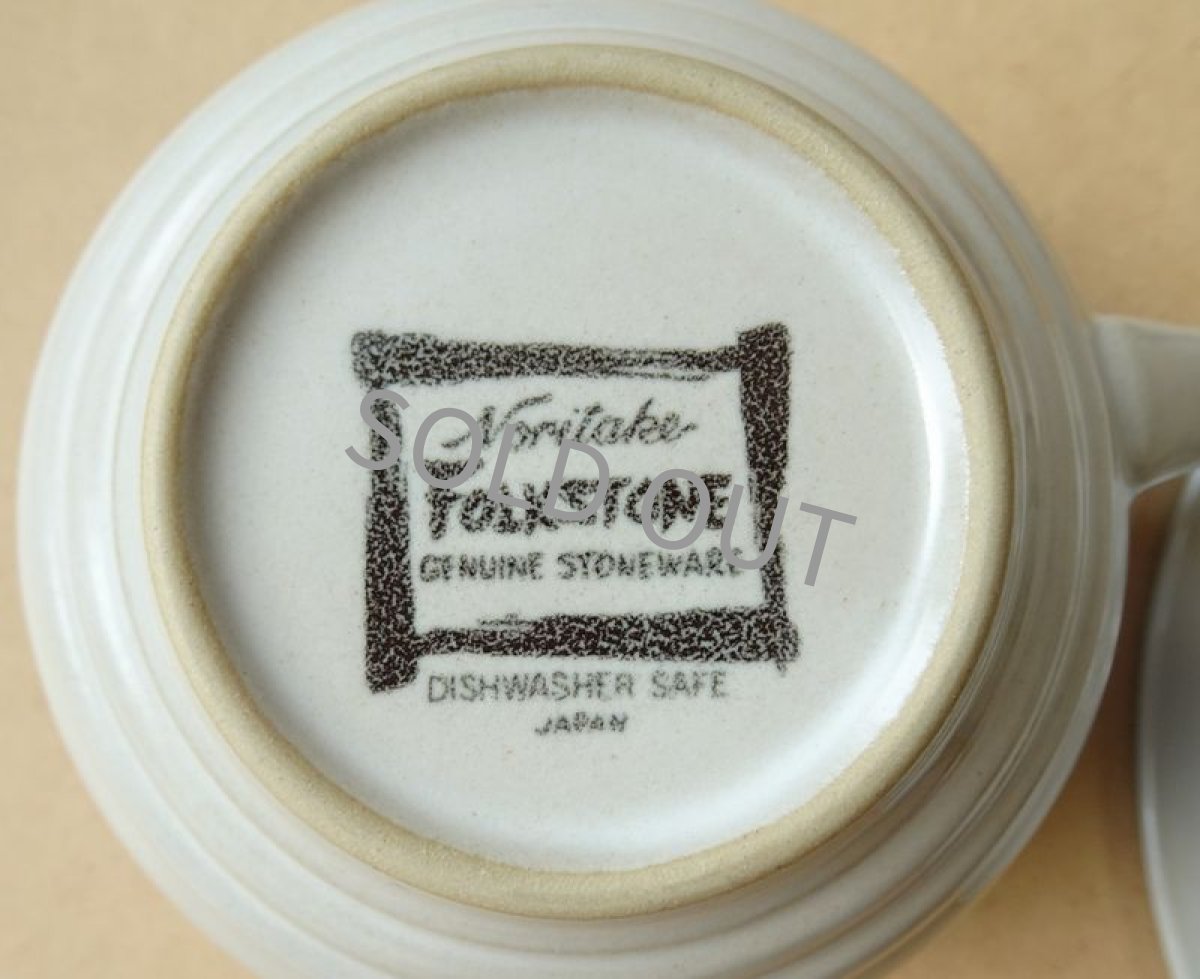 Noritake
FOLKSTONE
GENUINE STONEWARE
DISHWASHER SAFE
JAPAN
SOLD OUT